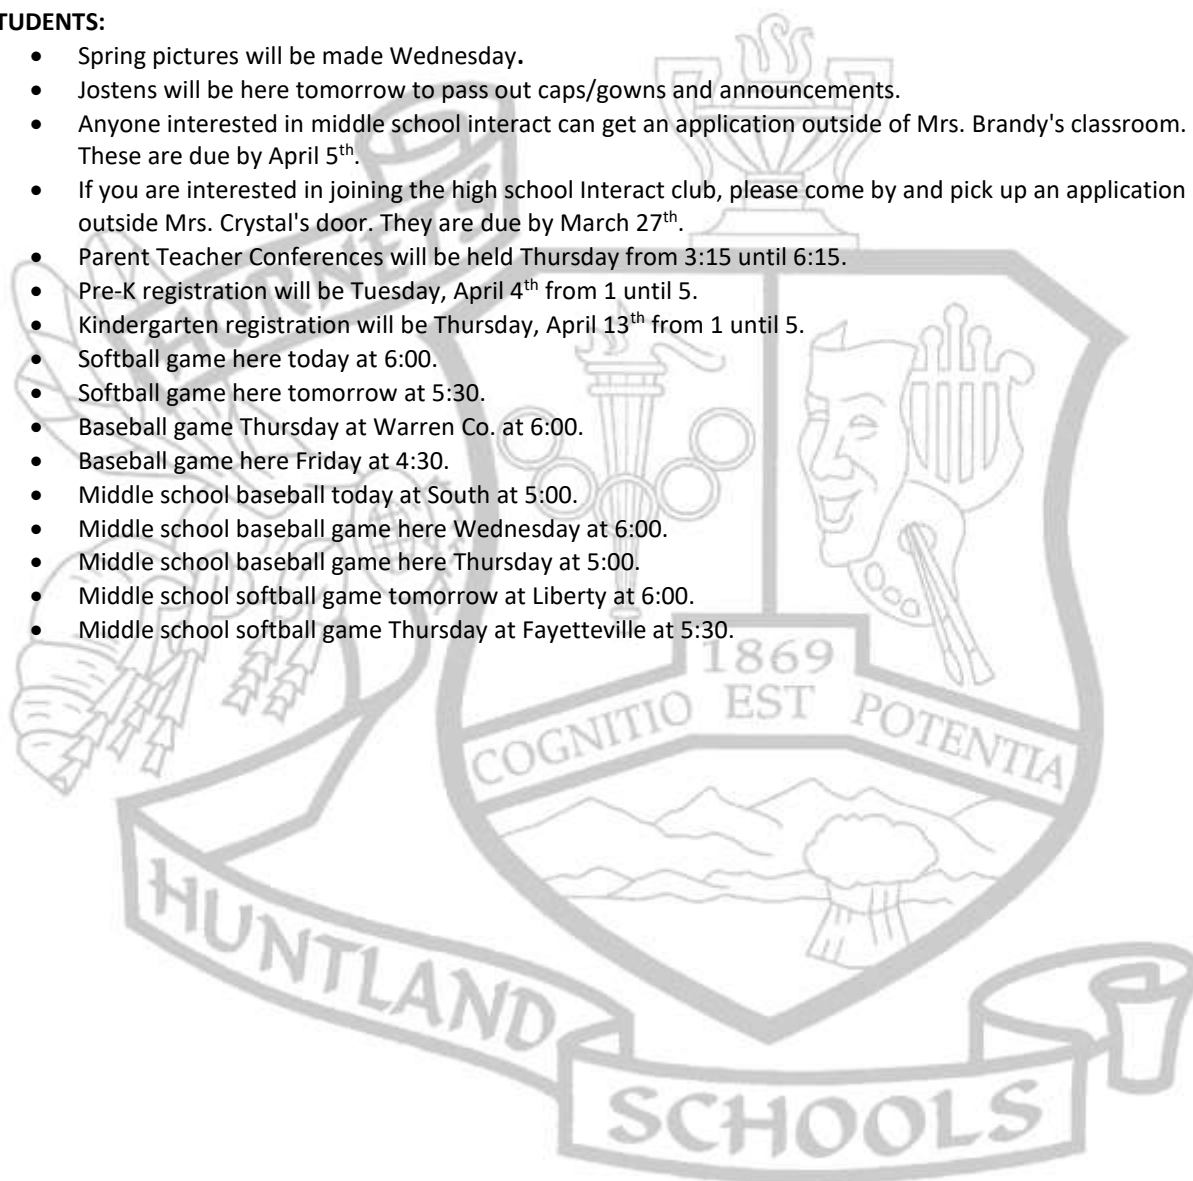 TUDENTS:
• Spring pictures will be made Wednesday.
• Jostens will be here tomorrow to pass out caps/gowns and announcements.
• Anyone interested in middle school interact can get an application outside of Mrs. Brandy's classroom.
These are due by April 5th.
• If you are interested in joining the high school Interact club, please come by and pick up an application
outside Mrs. Crystal's door. They are due by March 27th.
• Parent Teacher Conferences will be held Thursday from 3:15 until 6:15.
• Pre-K registration will be Tuesday, April 4th from 1 until 5.
• Kindergarten registration will be Thursday, April 13th from 1 until 5.
• Softball game here today at 6:00.
• Softball game here tomorrow at 5:30.
• Baseball game Thursday at Warren Co. at 6:00.
• Baseball game here Friday at 4:30.
• Middle school baseball today at South at 5:00.
• Middle school baseball game here Wednesday at 6:00.
• Middle school baseball game here Thursday at 5:00.
• Middle school softball game tomorrow at Liberty at 6:00.
• Middle school softball game Thursday at Fayetteville at 5:30.
HORNETS
1869
COGNITIO EST POTENTIA
HUNTLAND
SCHOOLS